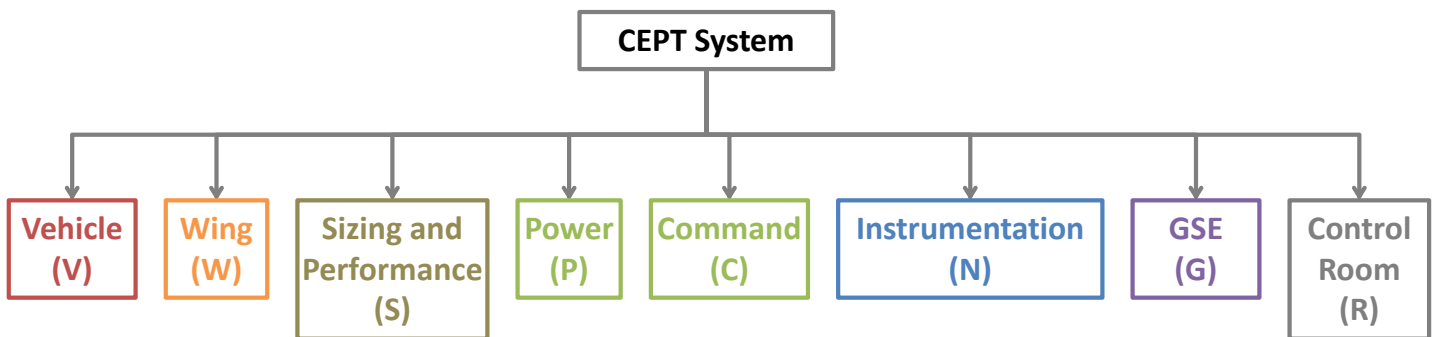 CEPT System
Vehicle
(V)
Wing
(W)
Sizing and
Performance
(S)
Power
(P)
Command
(C)
Instrumentation
(N)
GSE
(G)
Control
Room
(R)